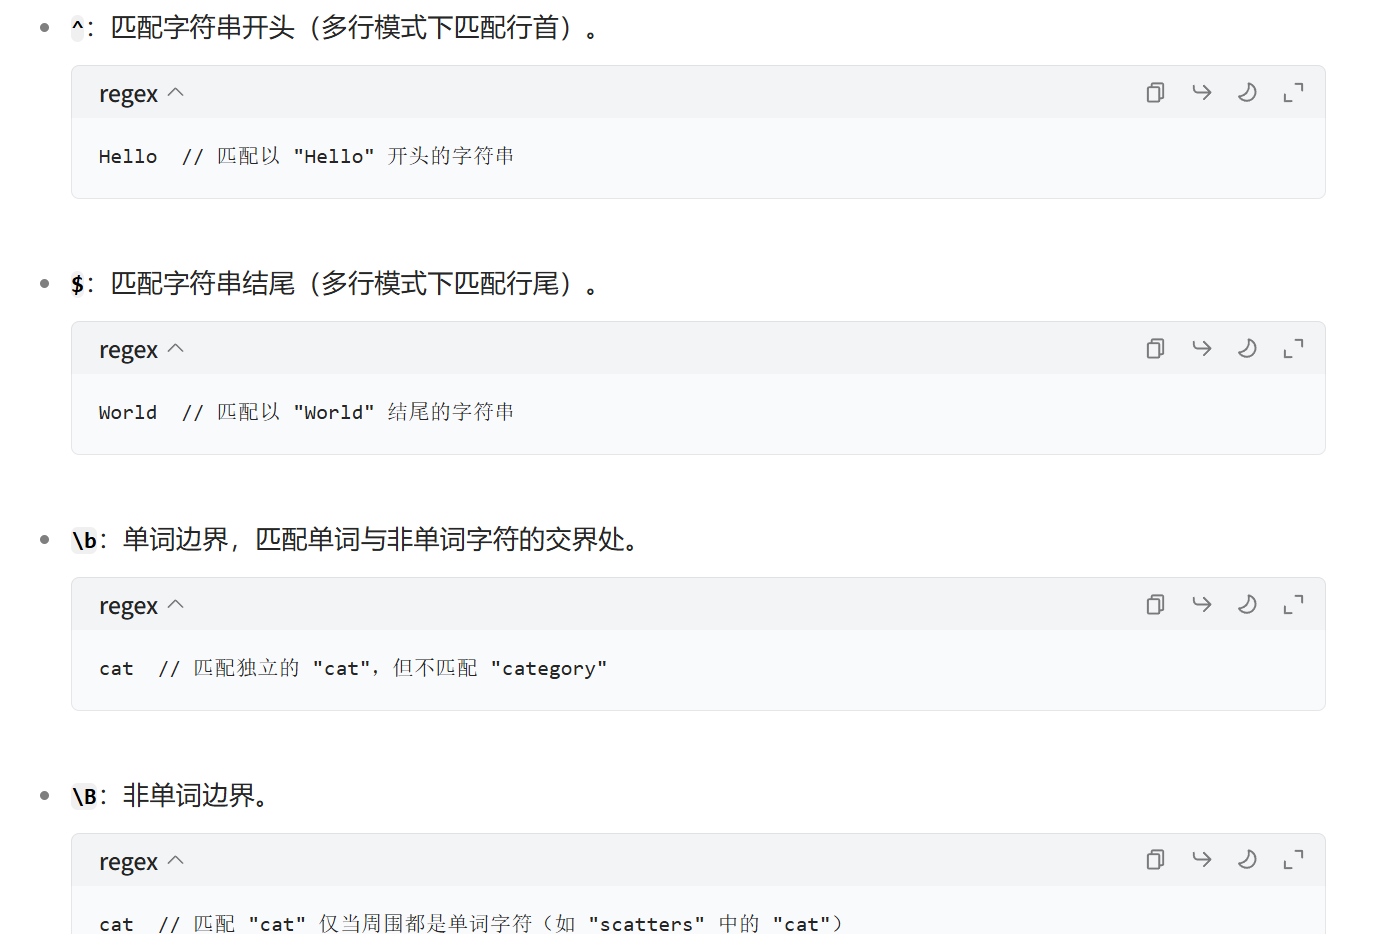 ^：匹配字符串开头（多行模式下匹配行首）。
regex
Hello  // 匹配以 "Hello" 开头的字符串
$：匹配字符串结尾（多行模式下匹配行尾）。
regex
World  // 匹配以 "World" 结尾的字符串
\b：单词边界，匹配单词与非单词字符的交界处。
regex
cat  // 匹配独立的 "cat"，但不匹配 "category"
\B：非单词边界。
regex
cat  // 匹配 "cat" 仅当周围都是单词字符（如 "scatters" 中的 "cat"）